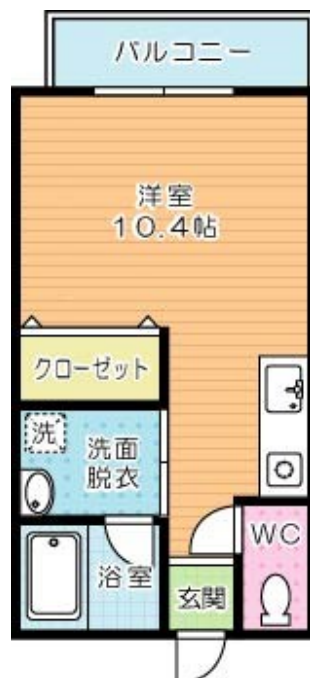 バルコニー
洋室
10.4帖
クローゼット
洗
洗面
脱衣
WC
浴室
玄関